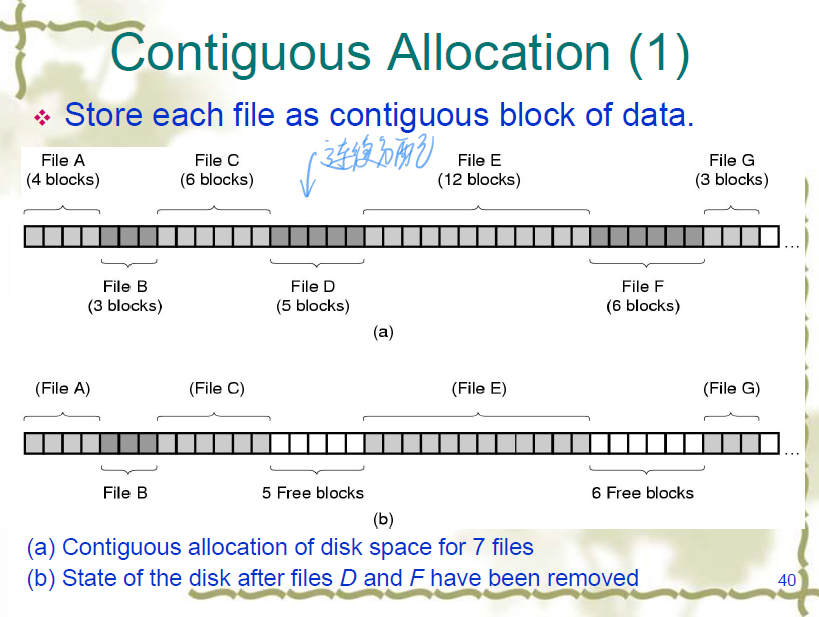 Contiguous Allocation (1)
Store each file as contiguous block of data.
连续分配
File A
(4 blocks)
File C
(6 blocks)
File E
(12 blocks)
File G
(3 blocks)
...
File B
(3 blocks)
File D
(5 blocks)
File F
(6 blocks)
(a)
(File A)
(File C)
(File E)
(File G)
...
File B
5 Free blocks
6 Free blocks
(b)
(a) Contiguous allocation of disk space for 7 files
(b) State of the disk after files D and F have been removed
40